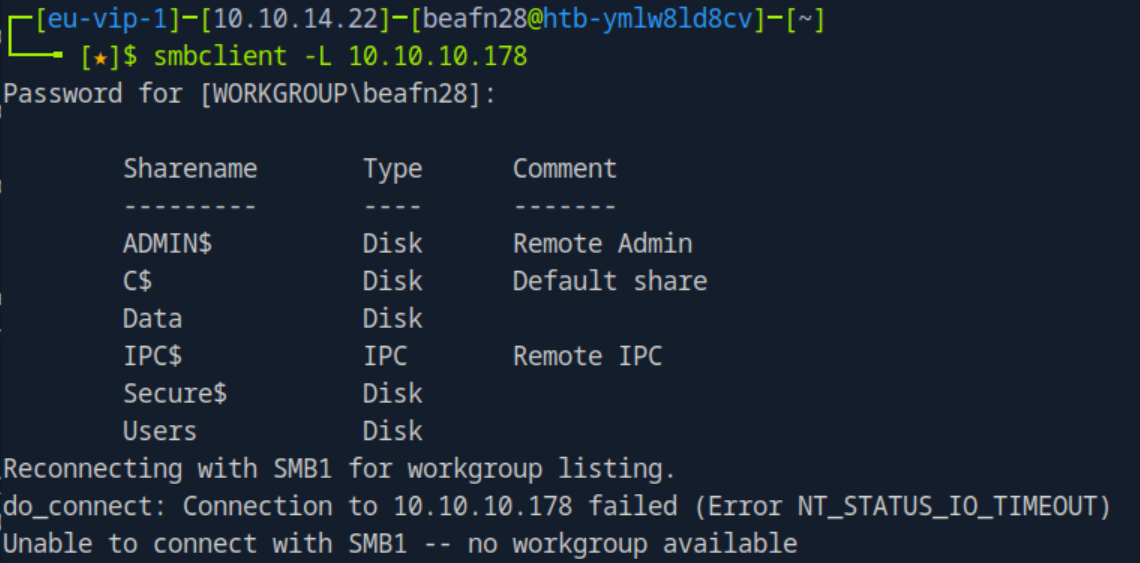 [eu-vip-1]-[10.10.14.22]-[beafn28@htb-ymlw8ld8cv]-[~]
[★]$ smbclient -L 10.10.10.178
Password for [WORKGROUP\beafn28]:
Sharename Type Comment
--------- ---- -------
ADMIN$ Disk Remote Admin
C$ Disk Default share
Data Disk
IPC$ IPC Remote IPC
Secure$ Disk
Users Disk
Reconnecting with SMB1 for workgroup listing.
do_connect: Connection to 10.10.10.178 failed (Error NT_STATUS_IO_TIMEOUT)
Unable to connect with SMB1 -- no workgroup available